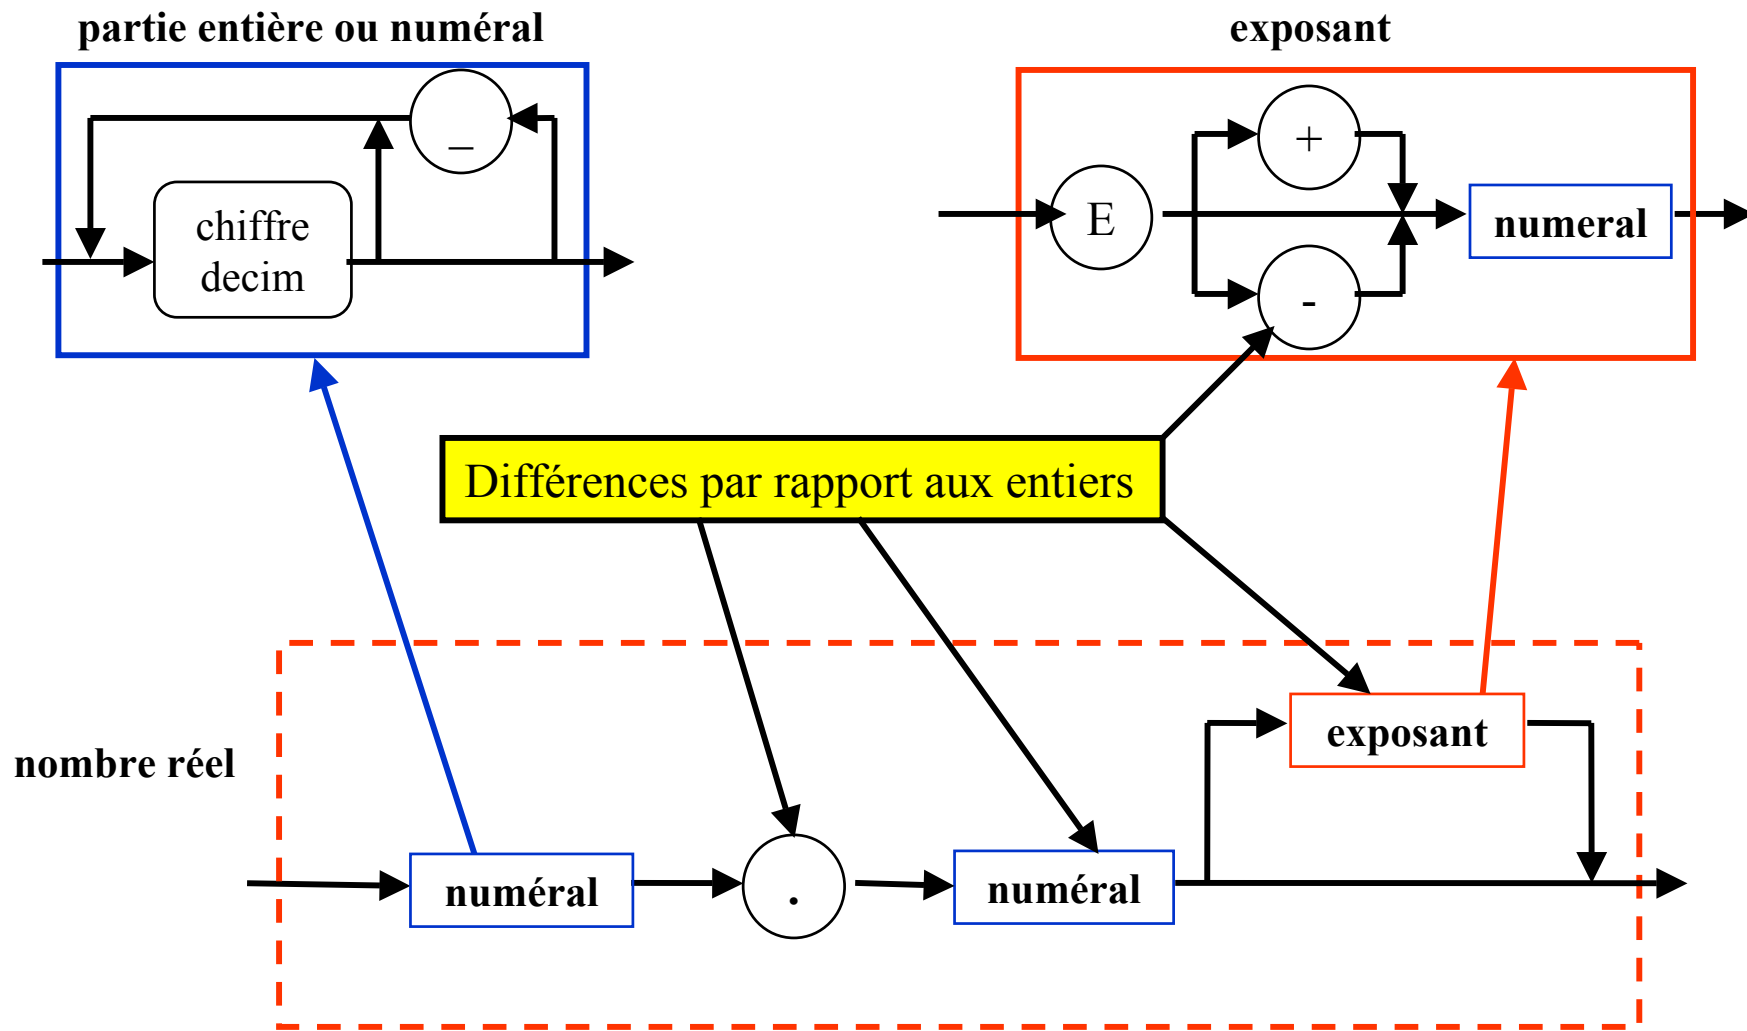 partie entière ou numéral
exposant
_
chiffre
decim
+
E
numeral
-
Différences par rapport aux entiers
exposant
nombre réel
numéral
.
numéral